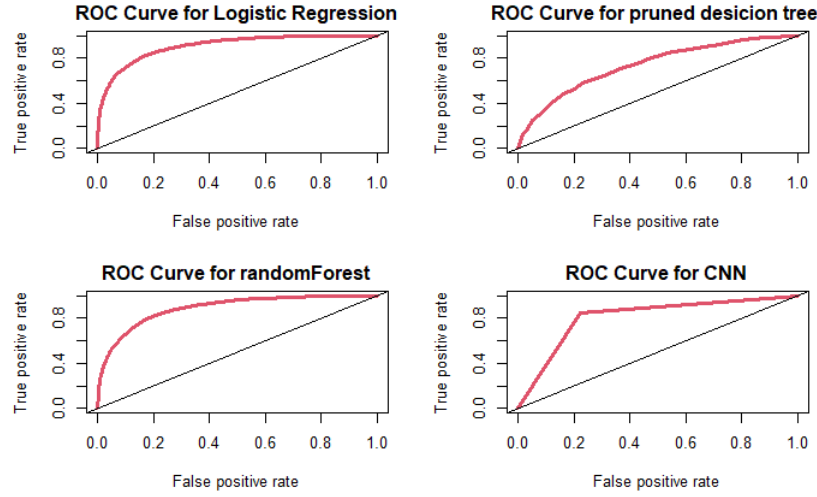 ROC Curve for Logistic Regression
True positive rate
0.0 0.4 0.8
0.0 0.2 0.4 0.6 0.8 1.0
False positive rate
ROC Curve for pruned desicion tree
True positive rate
0.0 0.4 0.8
0.0 0.2 0.4 0.6 0.8 1.0
False positive rate
ROC Curve for randomForest
True positive rate
0.0 0.4 0.8
0.0 0.2 0.4 0.6 0.8 1.0
False positive rate
ROC Curve for CNN
True positive rate
0.0 0.4 0.8
0.0 0.2 0.4 0.6 0.8 1.0
False positive rate